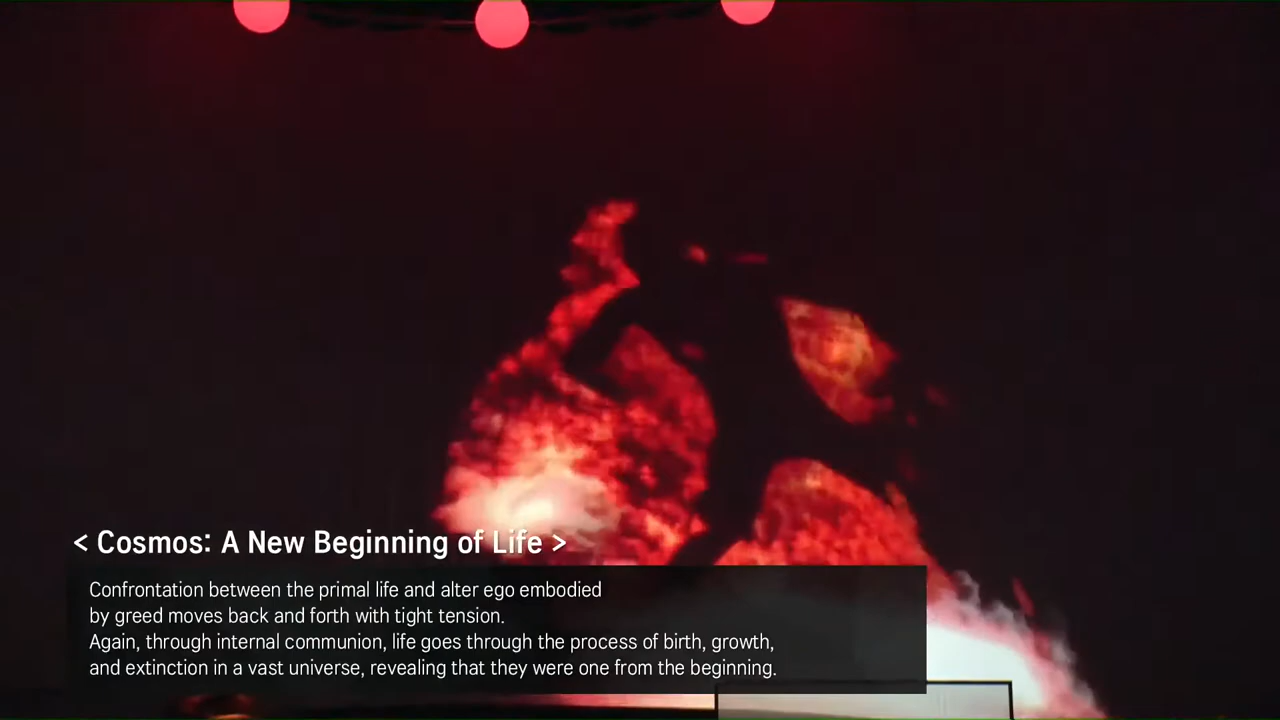 < Cosmos: A New Beginning of Life >
Confrontation between the primal life and alter ego embodied
by greed moves back and forth with tight tension.
Again, through internal communion, life goes through the process of birth, growth,
and extinction in a vast universe, revealing that they were one from the beginning.